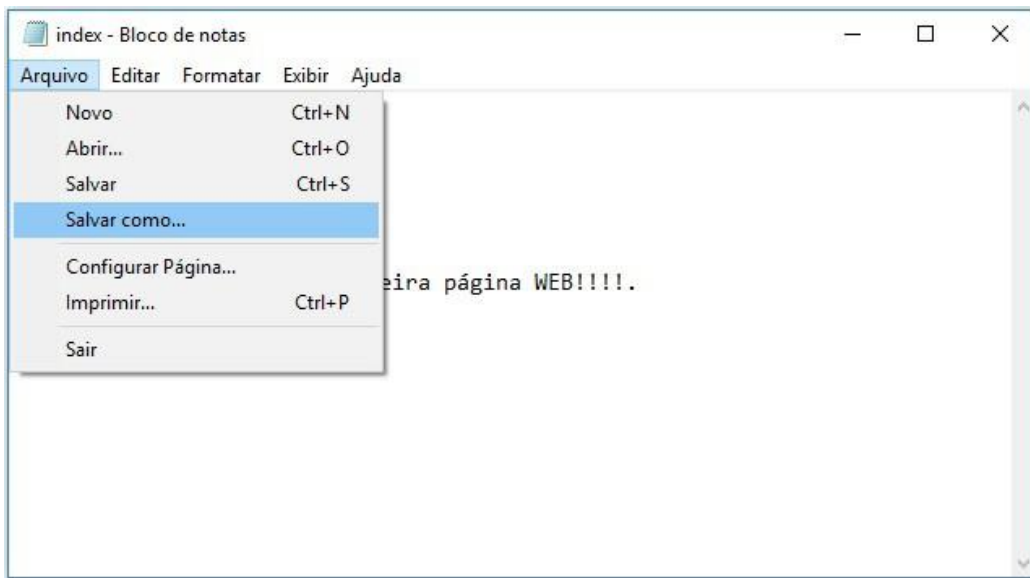 index - Bloco de notas
Arquivo Editar Formatar Exibir Ajuda
Novo Ctrl+N
Abrir... Ctrl+O
Salvar Ctrl+S
Salvar como...
Configurar Página...
eira página WEB!!!!.
Imprimir... Ctrl+P
Sair